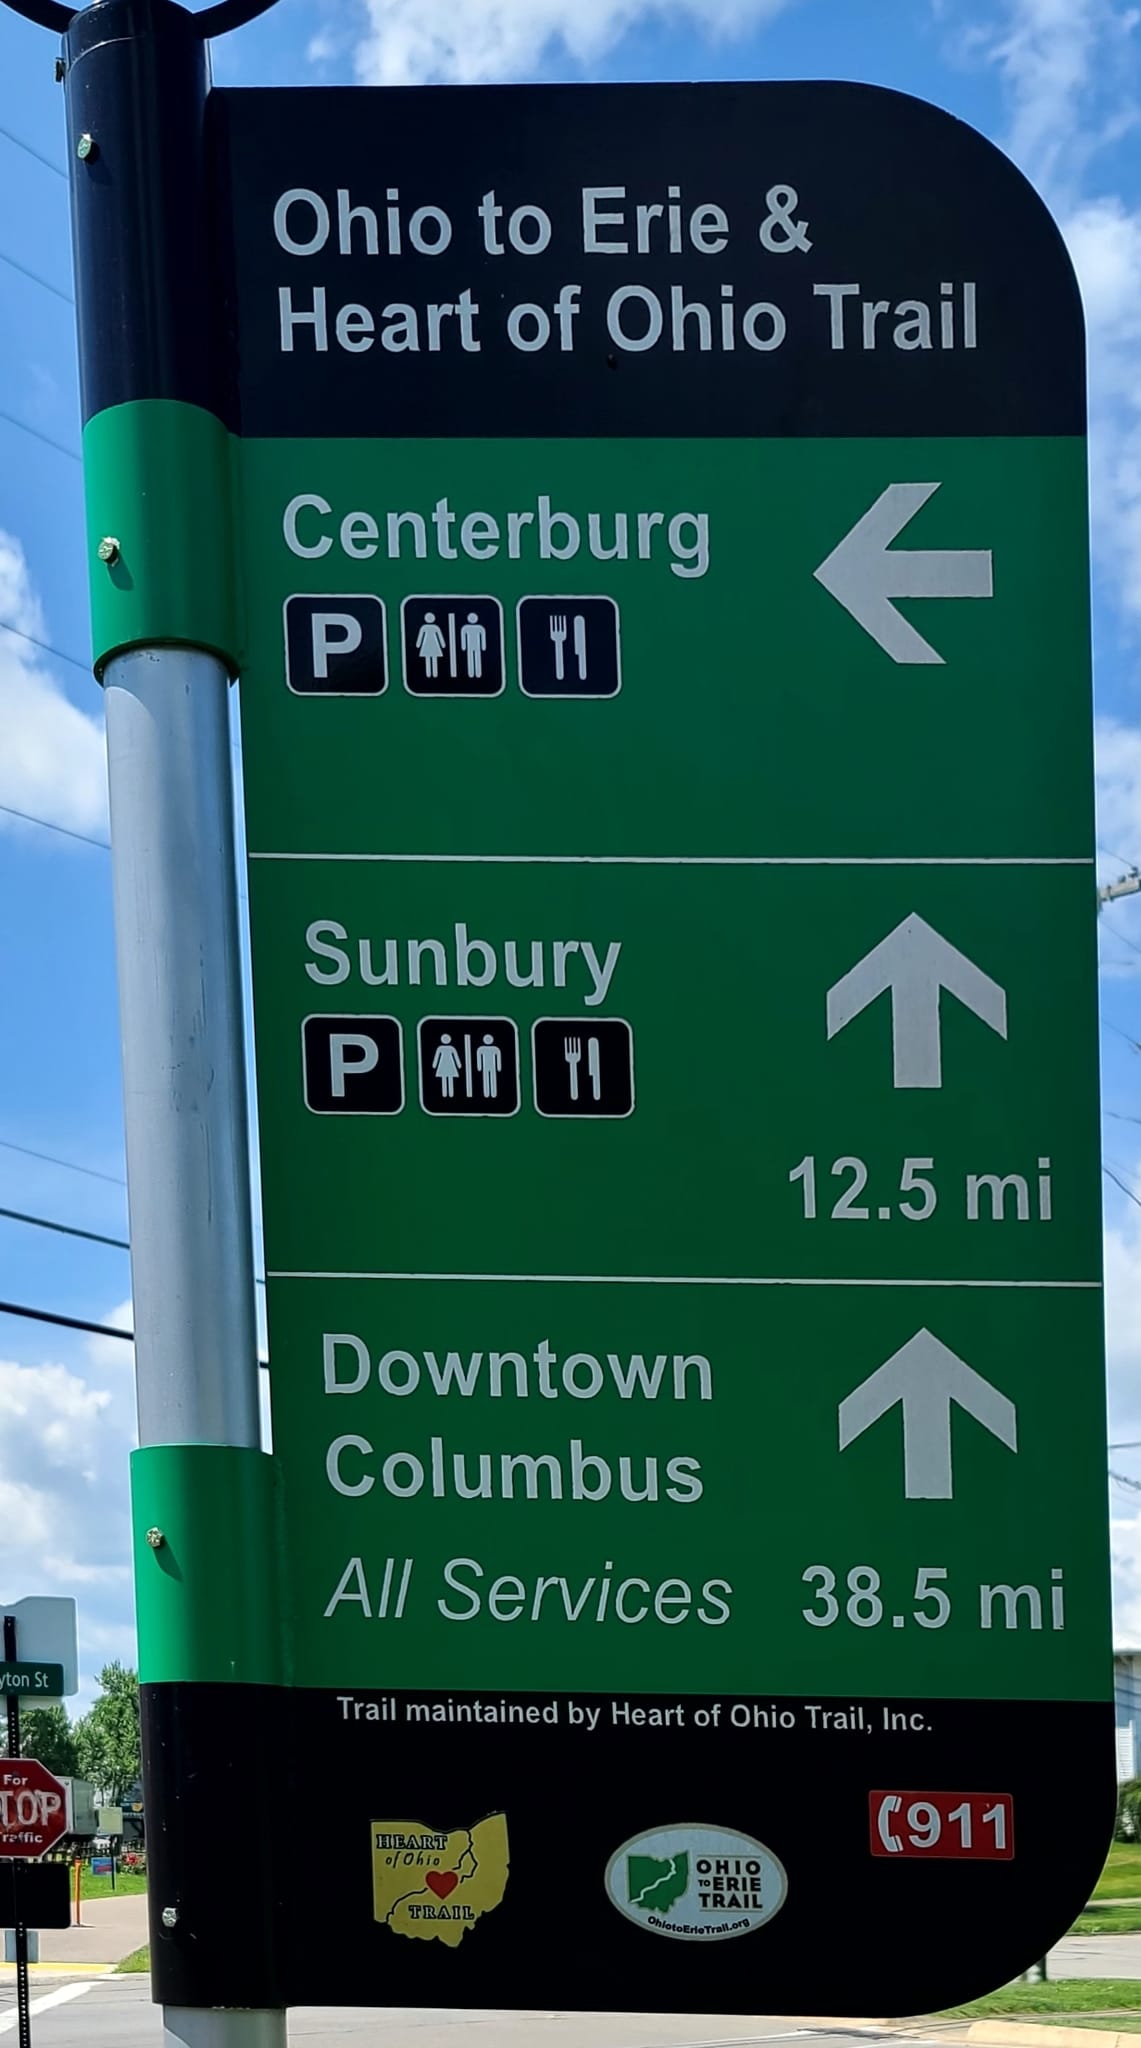 Ohio to Erie &
Heart of Ohio Trail
Centerburg
P
Sunbury
P
12.5 mi
Downtown
Columbus
All Services 38.5 mi
Trail maintained by Heart of Ohio Trail, Inc.
911
HEART
of Ohio
TRAIL
OHIO
TO ERIE
TRAIL
OhiotoErieTrail.org
yton St
For
TOP
raffic